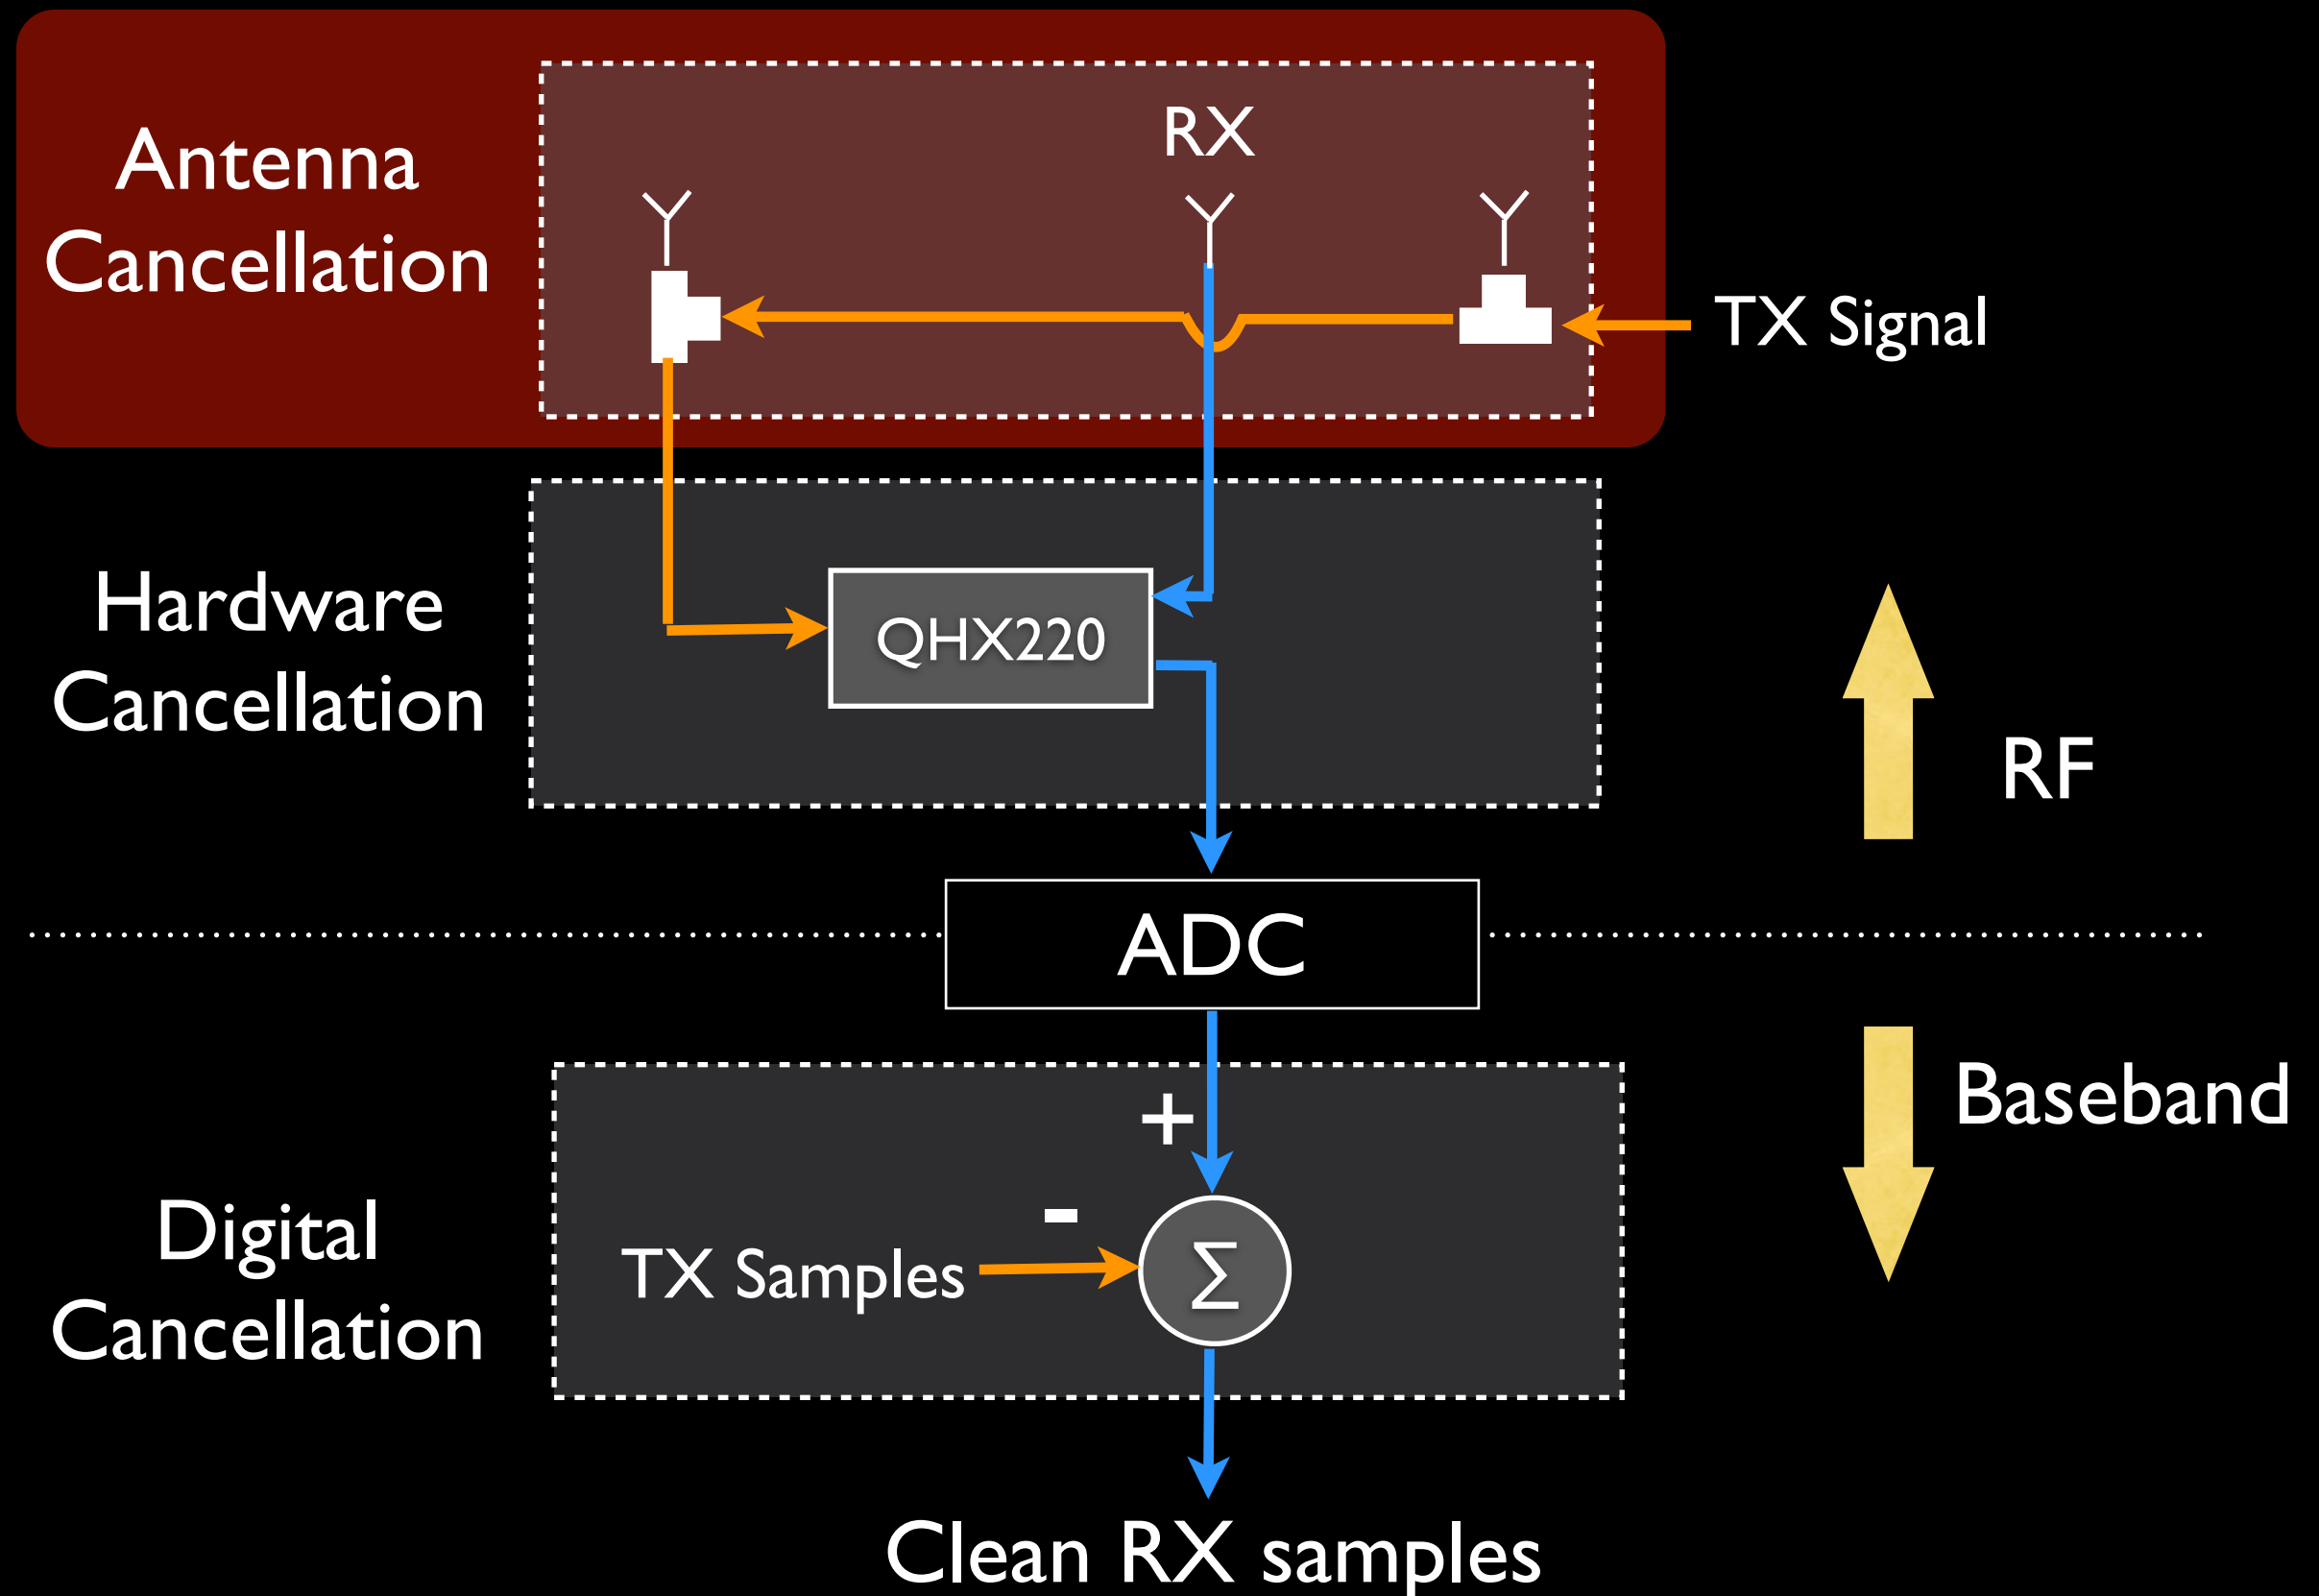 Antenna
Cancellation
RX
TX Signal
Hardware
Cancellation
QHX220
RF
ADC
Baseband
+
-
Digital
Cancellation
TX Samples
Σ
Clean RX samples